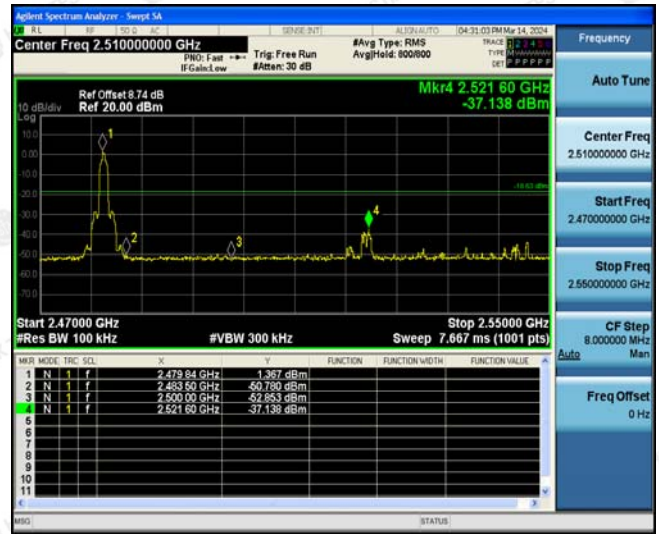 Agilent Spectrum Analyzer - Swept SA
RL RF 50 Ω AC SENSE:INT ALIGNAUTO 04:31:03 PM Mar 14, 2024
Center Freq 2.510000000 GHz
PNO: Fast
IFGain:Low
Trig: Free Run
#Atten: 30 dB
#Avg Type: RMS
Avg|Hold: 800/800
TRACE 1 2 3 4 5 6
TYPE
DET P P P P P P
Ref Offset 8.74 dB
10 dB/div Ref 20.00 dBm
Log
Mkr4 2.521 60 GHz
-37.138 dBm
10.0
0.00
-10.0
-20.0
-30.0
-40.0
-50.0
-60.0
-70.0
1
2
3
4
-18.63 dBm
Start 2.47000 GHz Stop 2.55000 GHz
#Res BW 100 kHz #VBW 300 kHz Sweep 7.667 ms (1001 pts)
MKR MODE TRC SCL X Y FUNCTION FUNCTION WIDTH FUNCTION VALUE
1 N 1 f 2.479 84 GHz 1.367 dBm
2 N 1 f 2.483 50 GHz -50.780 dBm
3 N 1 f 2.500 00 GHz -52.853 dBm
4 N 1 f 2.521 60 GHz -37.138 dBm
5
6
7
8
9
10
11
MSG STATUS
Frequency
Auto Tune
Center Freq
2.510000000 GHz
Start Freq
2.470000000 GHz
Stop Freq
2.550000000 GHz
CF Step
8.000000 MHz
Auto Man
Freq Offset
0 Hz